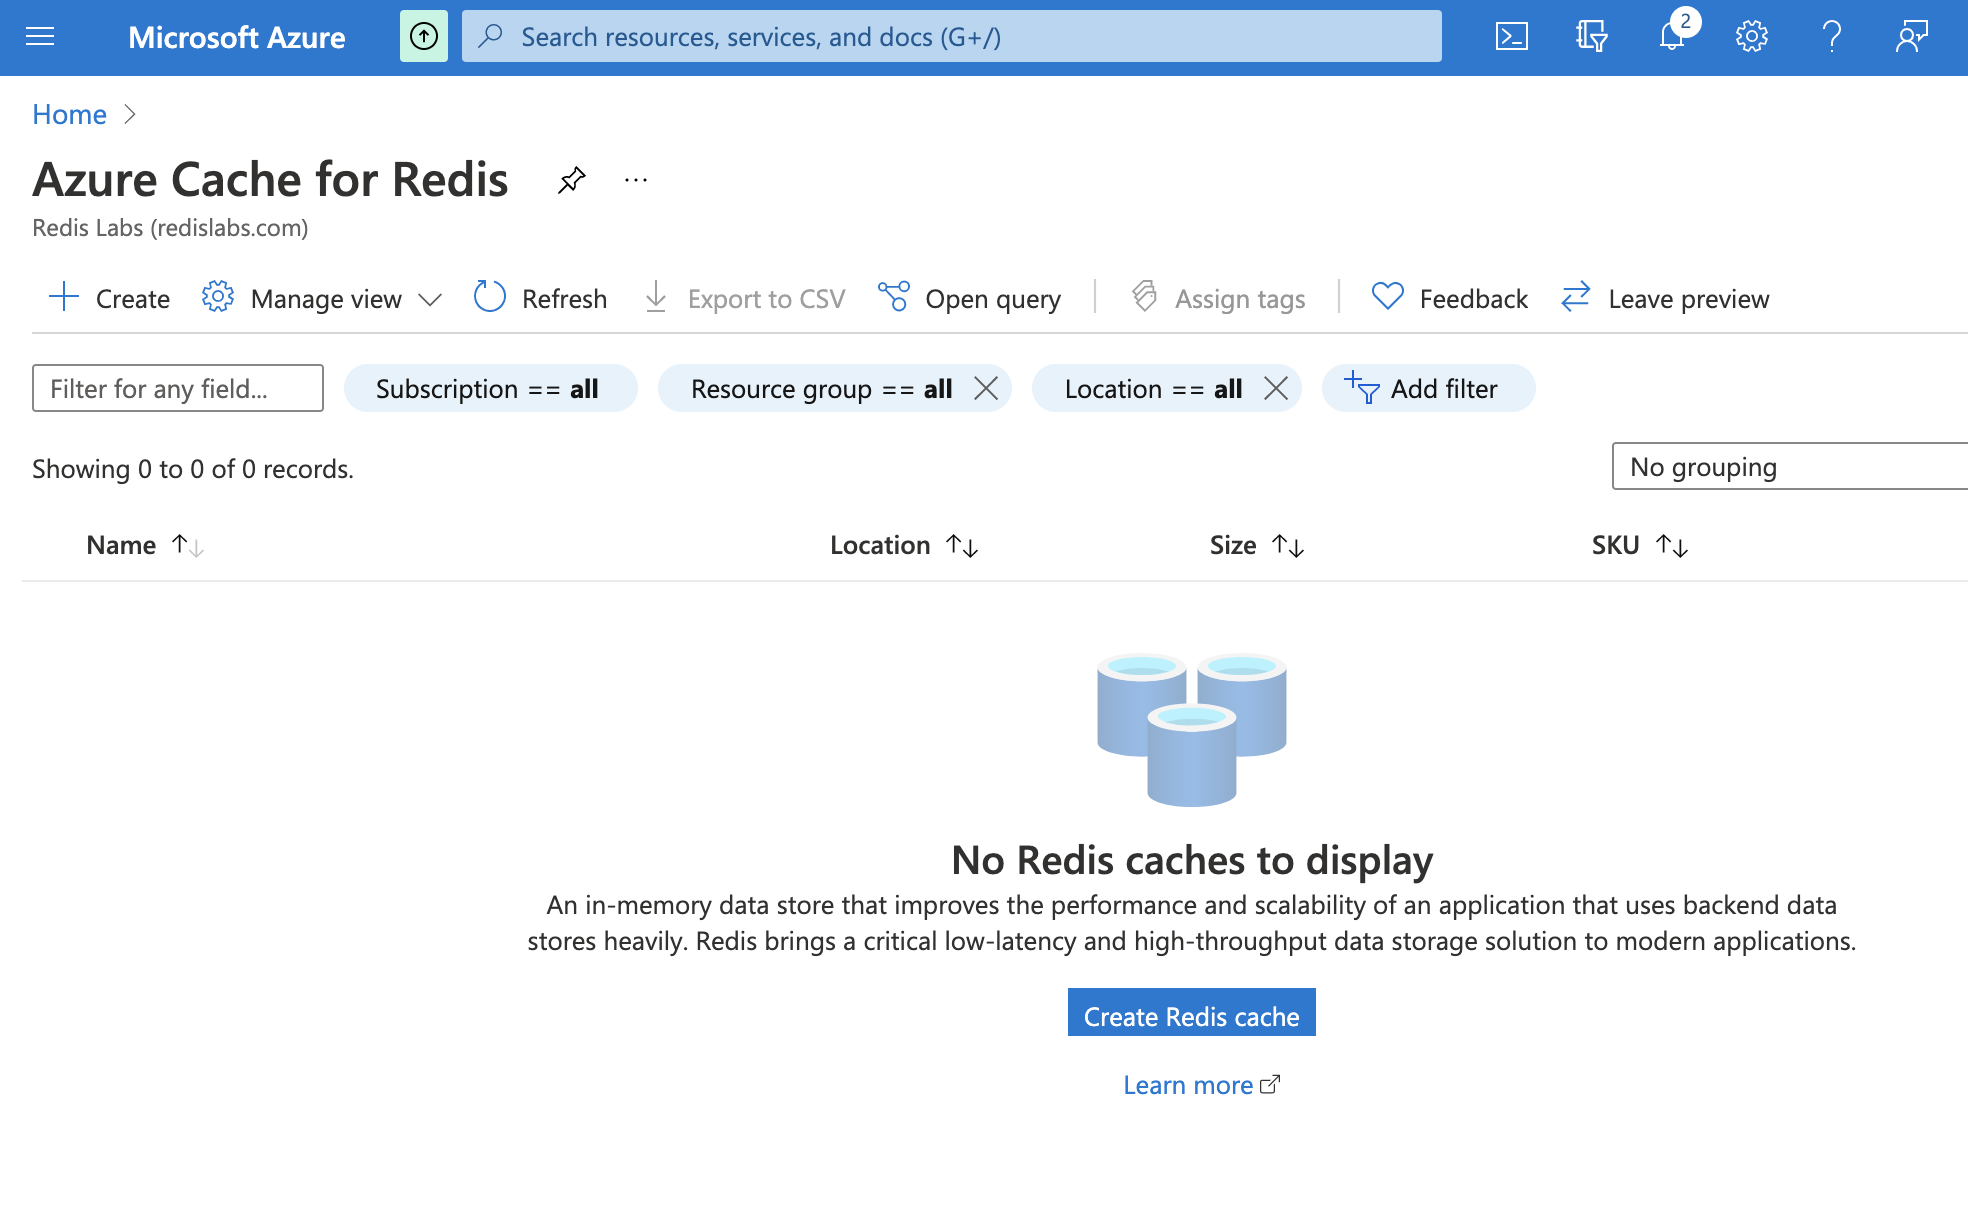 Microsoft Azure
Search resources, services, and docs (G+/)
2
Home
Azure Cache for Redis
Redis Labs (redislabs.com)
Create Manage view Refresh Export to CSV Open query Assign tags Feedback Leave preview
Filter for any field... Subscription == all Resource group == all Location == all Add filter
Showing 0 to 0 of 0 records.
No grouping
Name Location Size SKU
No Redis caches to display
An in-memory data store that improves the performance and scalability of an application that uses backend data
stores heavily. Redis brings a critical low-latency and high-throughput data storage solution to modern applications.
Create Redis cache
Learn more